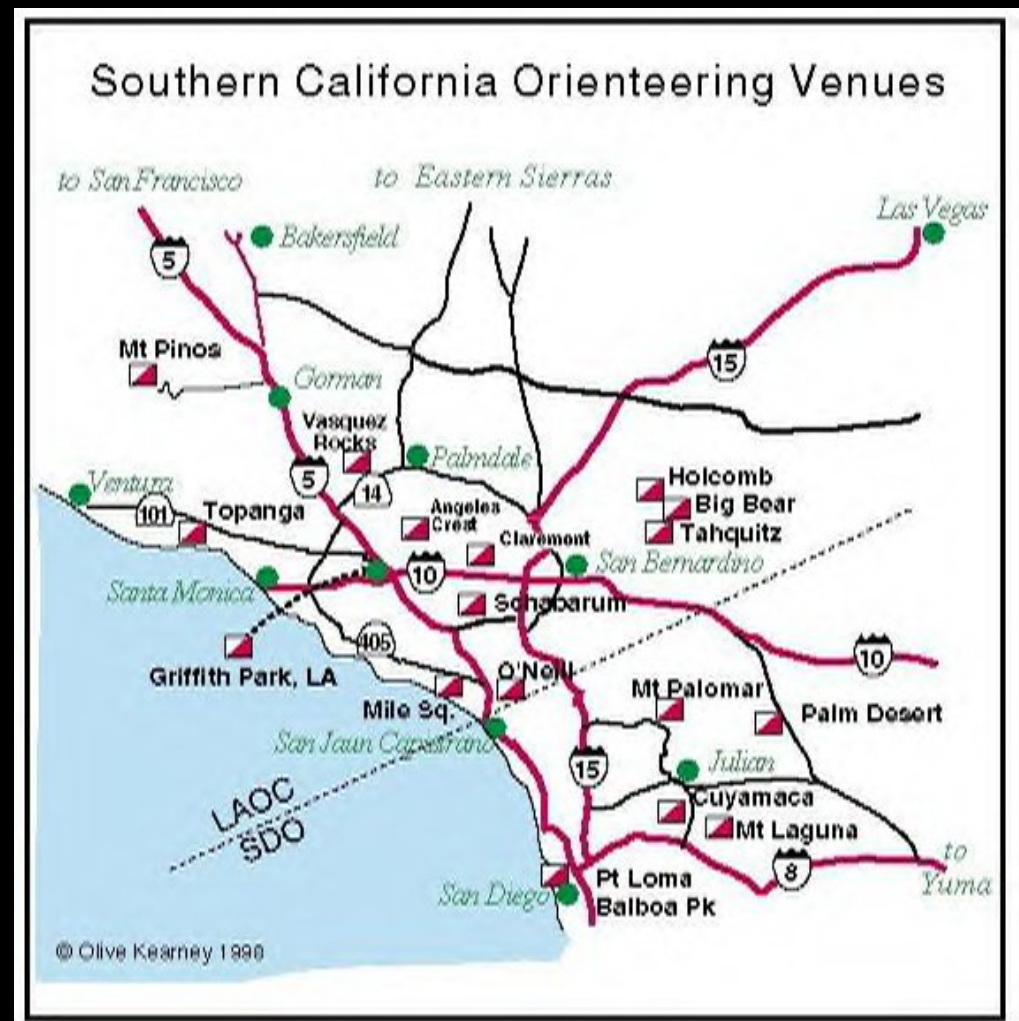 Southern California Orienteering Venues
to San Francisco
to Eastern Sierras
Las Vegas
Bakersfield
5
15
Mt Pinos
Gorman
Vasquez
Rocks
Palmdale
5
14
Ventura
101
Topanga
Angeles
Crest
Claremont
Holcomb
Big Bear
Tahquitz
Santa Monica
10
San Bernardino
Schabarum
405
10
Griffith Park, LA
O'Neill
Mile Sq.
Mt Palomar
Palm Desert
San Jaun Capistrano
15
Julian
LAOC
SDO
Cuyamaca
Mt Laguna
8
to
Yuma
San Diego
Pt Loma
Balboa Pk
© Olive Kearney 1998